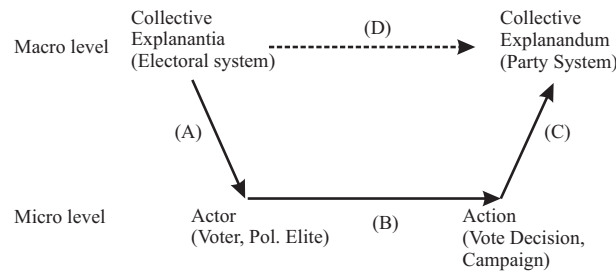 Collective
Explanantia
(Electoral system)
Collective
Explanandum
(Party System)
Macro level
(D)
(A)
(C)
Micro level
Actor
(Voter, Pol. Elite)
(B)
Action
(Vote Decision,
Campaign)